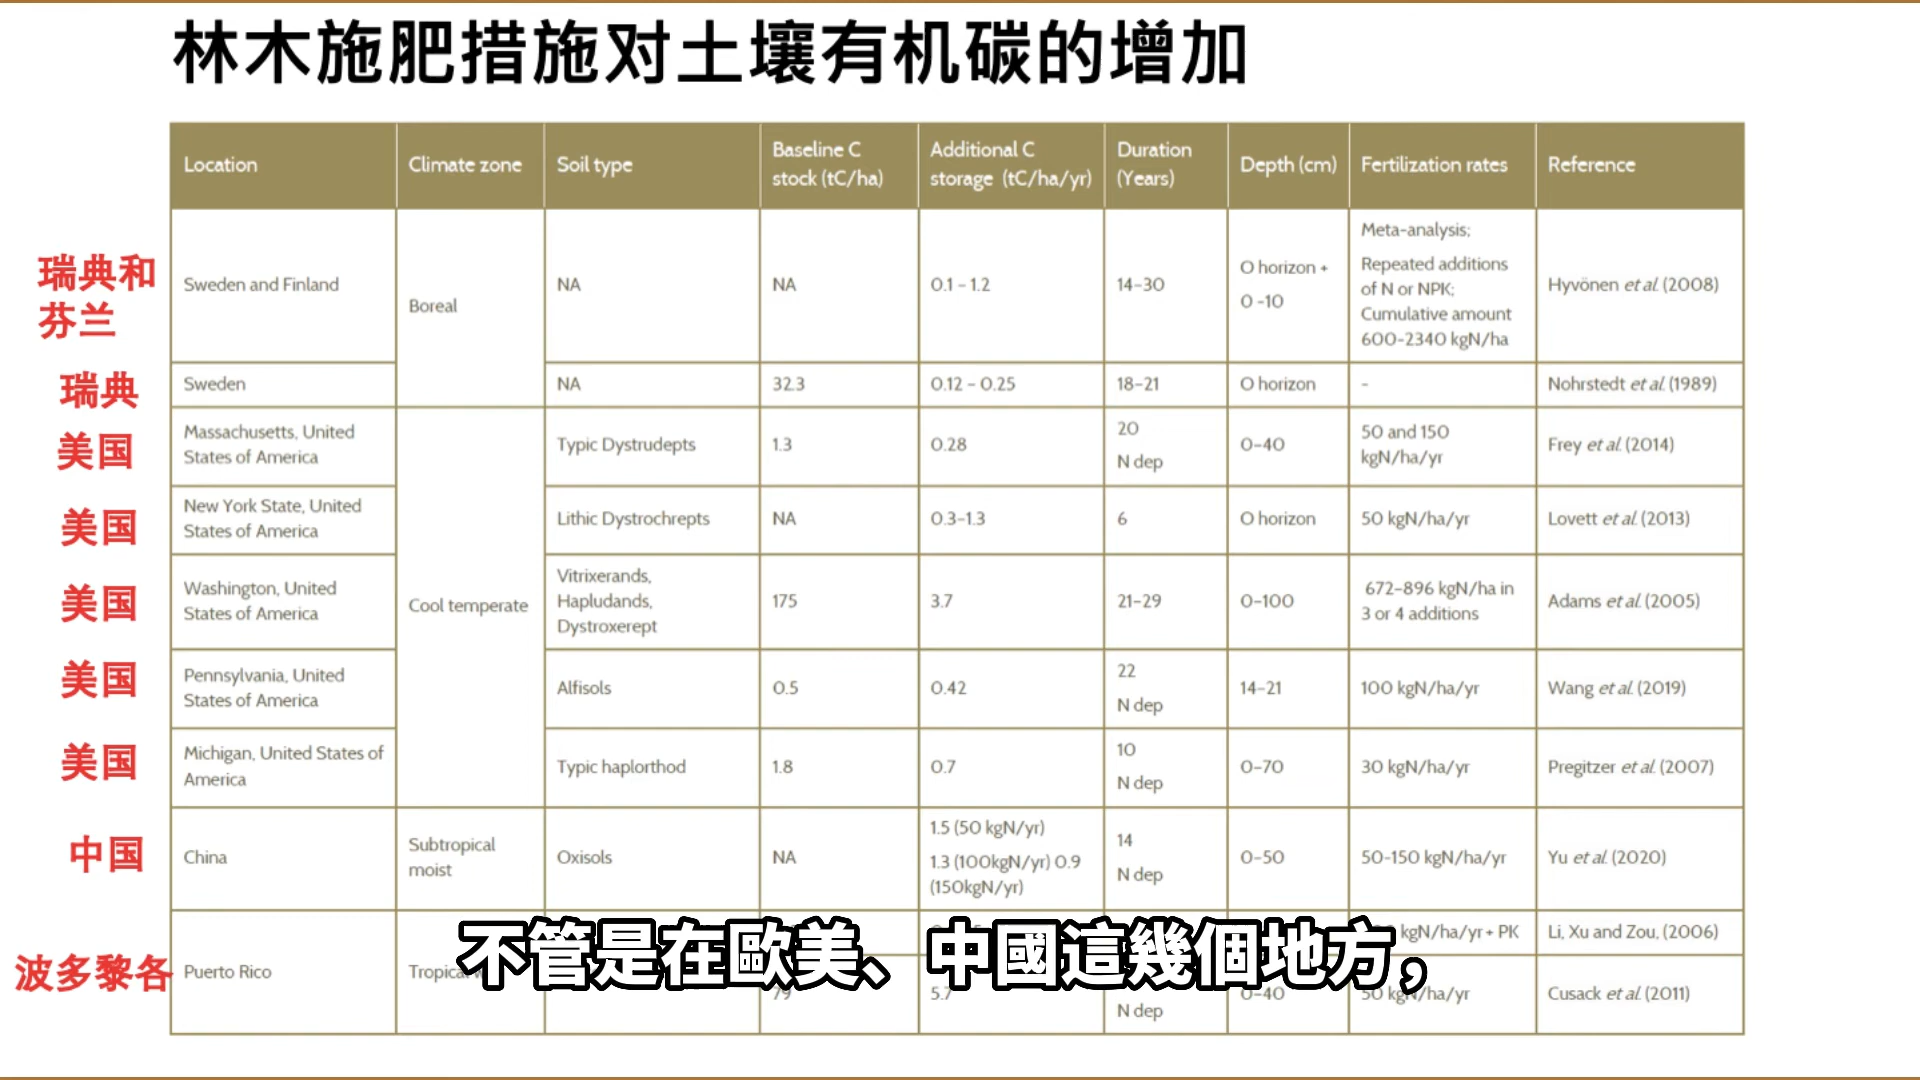 林木施肥措施对土壤有机碳的增加
Location
Climate zone
Soil type
Baseline C
stock (tC/ha)
Additional C
storage (tC/ha/yr)
Duration
(Years)
Depth (cm)
Fertilization rates
Reference
瑞典和
芬兰
Sweden and Finland
Boreal
NA
NA
0.1 – 1.2
14–30
O horizon +
0 -10
Meta-analysis;
Repeated additions
of N or NPK;
Cumulative amount
600-2340 kgN/ha
Hyvönen et al. (2008)
瑞典
Sweden
NA
32.3
0.12 – 0.25
18–21
O horizon
-
Nohrstedt et al. (1989)
美国
Massachusetts, United
States of America
Cool temperate
Typic Dystrudepts
1.3
0.28
20
N dep
0–40
50 and 150
kgN/ha/yr
Frey et al. (2014)
美国
New York State, United
States of America
Lithic Dystrochrepts
NA
0.3–1.3
6
O horizon
50 kgN/ha/yr
Lovett et al. (2013)
美国
Washington, United
States of America
Vitrixerands,
Hapludands,
Dystroxerept
175
3.7
21–29
0–100
672–896 kgN/ha in
3 or 4 additions
Adams et al. (2005)
美国
Pennsylvania, United
States of America
Alfisols
0.5
0.42
22
N dep
14–21
100 kgN/ha/yr
Wang et al. (2019)
美国
Michigan, United States of
America
Typic haplorthod
1.8
0.7
10
N dep
0–70
30 kgN/ha/yr
Pregitzer et al. (2007)
中国
China
Subtropical
moist
Oxisols
NA
1.5 (50 kgN/yr)
1.3 (100kgN/yr) 0.9
(150kgN/yr)
14
N dep
0–50
50-150 kgN/ha/yr
Yu et al. (2020)
波多黎各
Puerto Rico
Tropical
kgN/ha/yr + PK
Li, Xu and Zou, (2006)
79
5.7
N dep
0–40
50 kgN/ha/yr
Cusack et al. (2011)
不管是在歐美、中國這幾個地方，